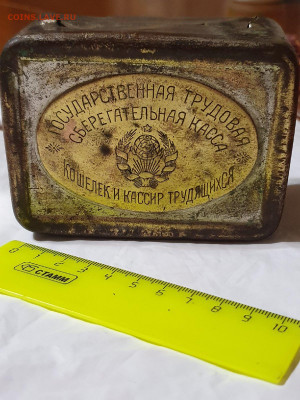 COINS.SU
ГОСУДАРСТВЕННАЯ ТРУДОВАЯ
СБЕРЕГАТЕЛЬНАЯ КАССА
КОШЕЛЕК И КАССИР ТРУДЯЩИХСЯ
0 1 2 3 4 5 6 7 8 9 10
СТАММ